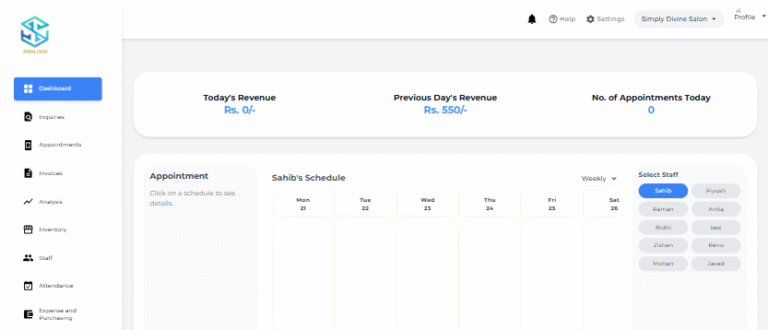 Help
Settings
Simply Divine Salon
Profile
Dashboard
Inquiries
Appointments
Invoices
Analysis
Inventory
Staff
Attendance
Expense and
Purchasing
Today's Revenue
Rs. 0/-
Previous Day's Revenue
Rs. 550/-
No. of Appointments Today
0
Appointment
Click on a schedule to see
details.
Sahib's Schedule
Weekly
Mon Tue Wed Thu Fri Sat
21 22 23 24 25 26
Select Staff
Sahib Piyush
Raman Anita
Nidhi test
Zishan Renu
Mohan Javed